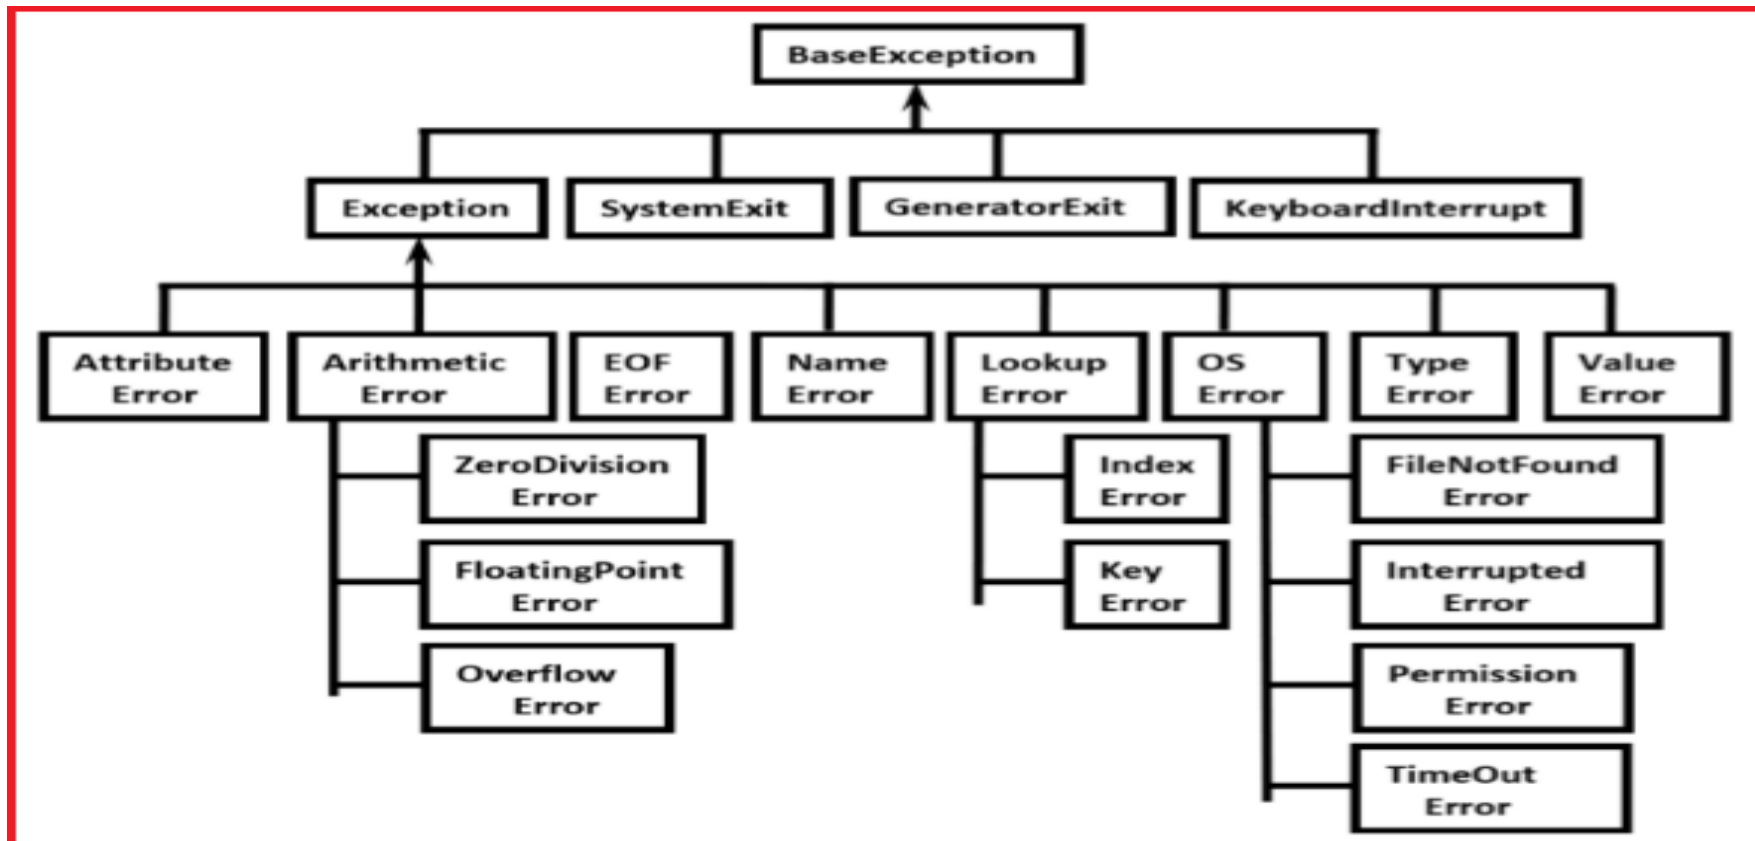 BaseException
Exception
SystemExit
GeneratorExit
KeyboardInterrupt
Attribute
Error
Arithmetic
Error
EOF
Error
Name
Error
Lookup
Error
OS
Error
Type
Error
Value
Error
ZeroDivision
Error
FloatingPoint
Error
Overflow
Error
Index
Error
Key
Error
FileNotFound
Error
Interrupted
Error
Permission
Error
TimeOut
Error